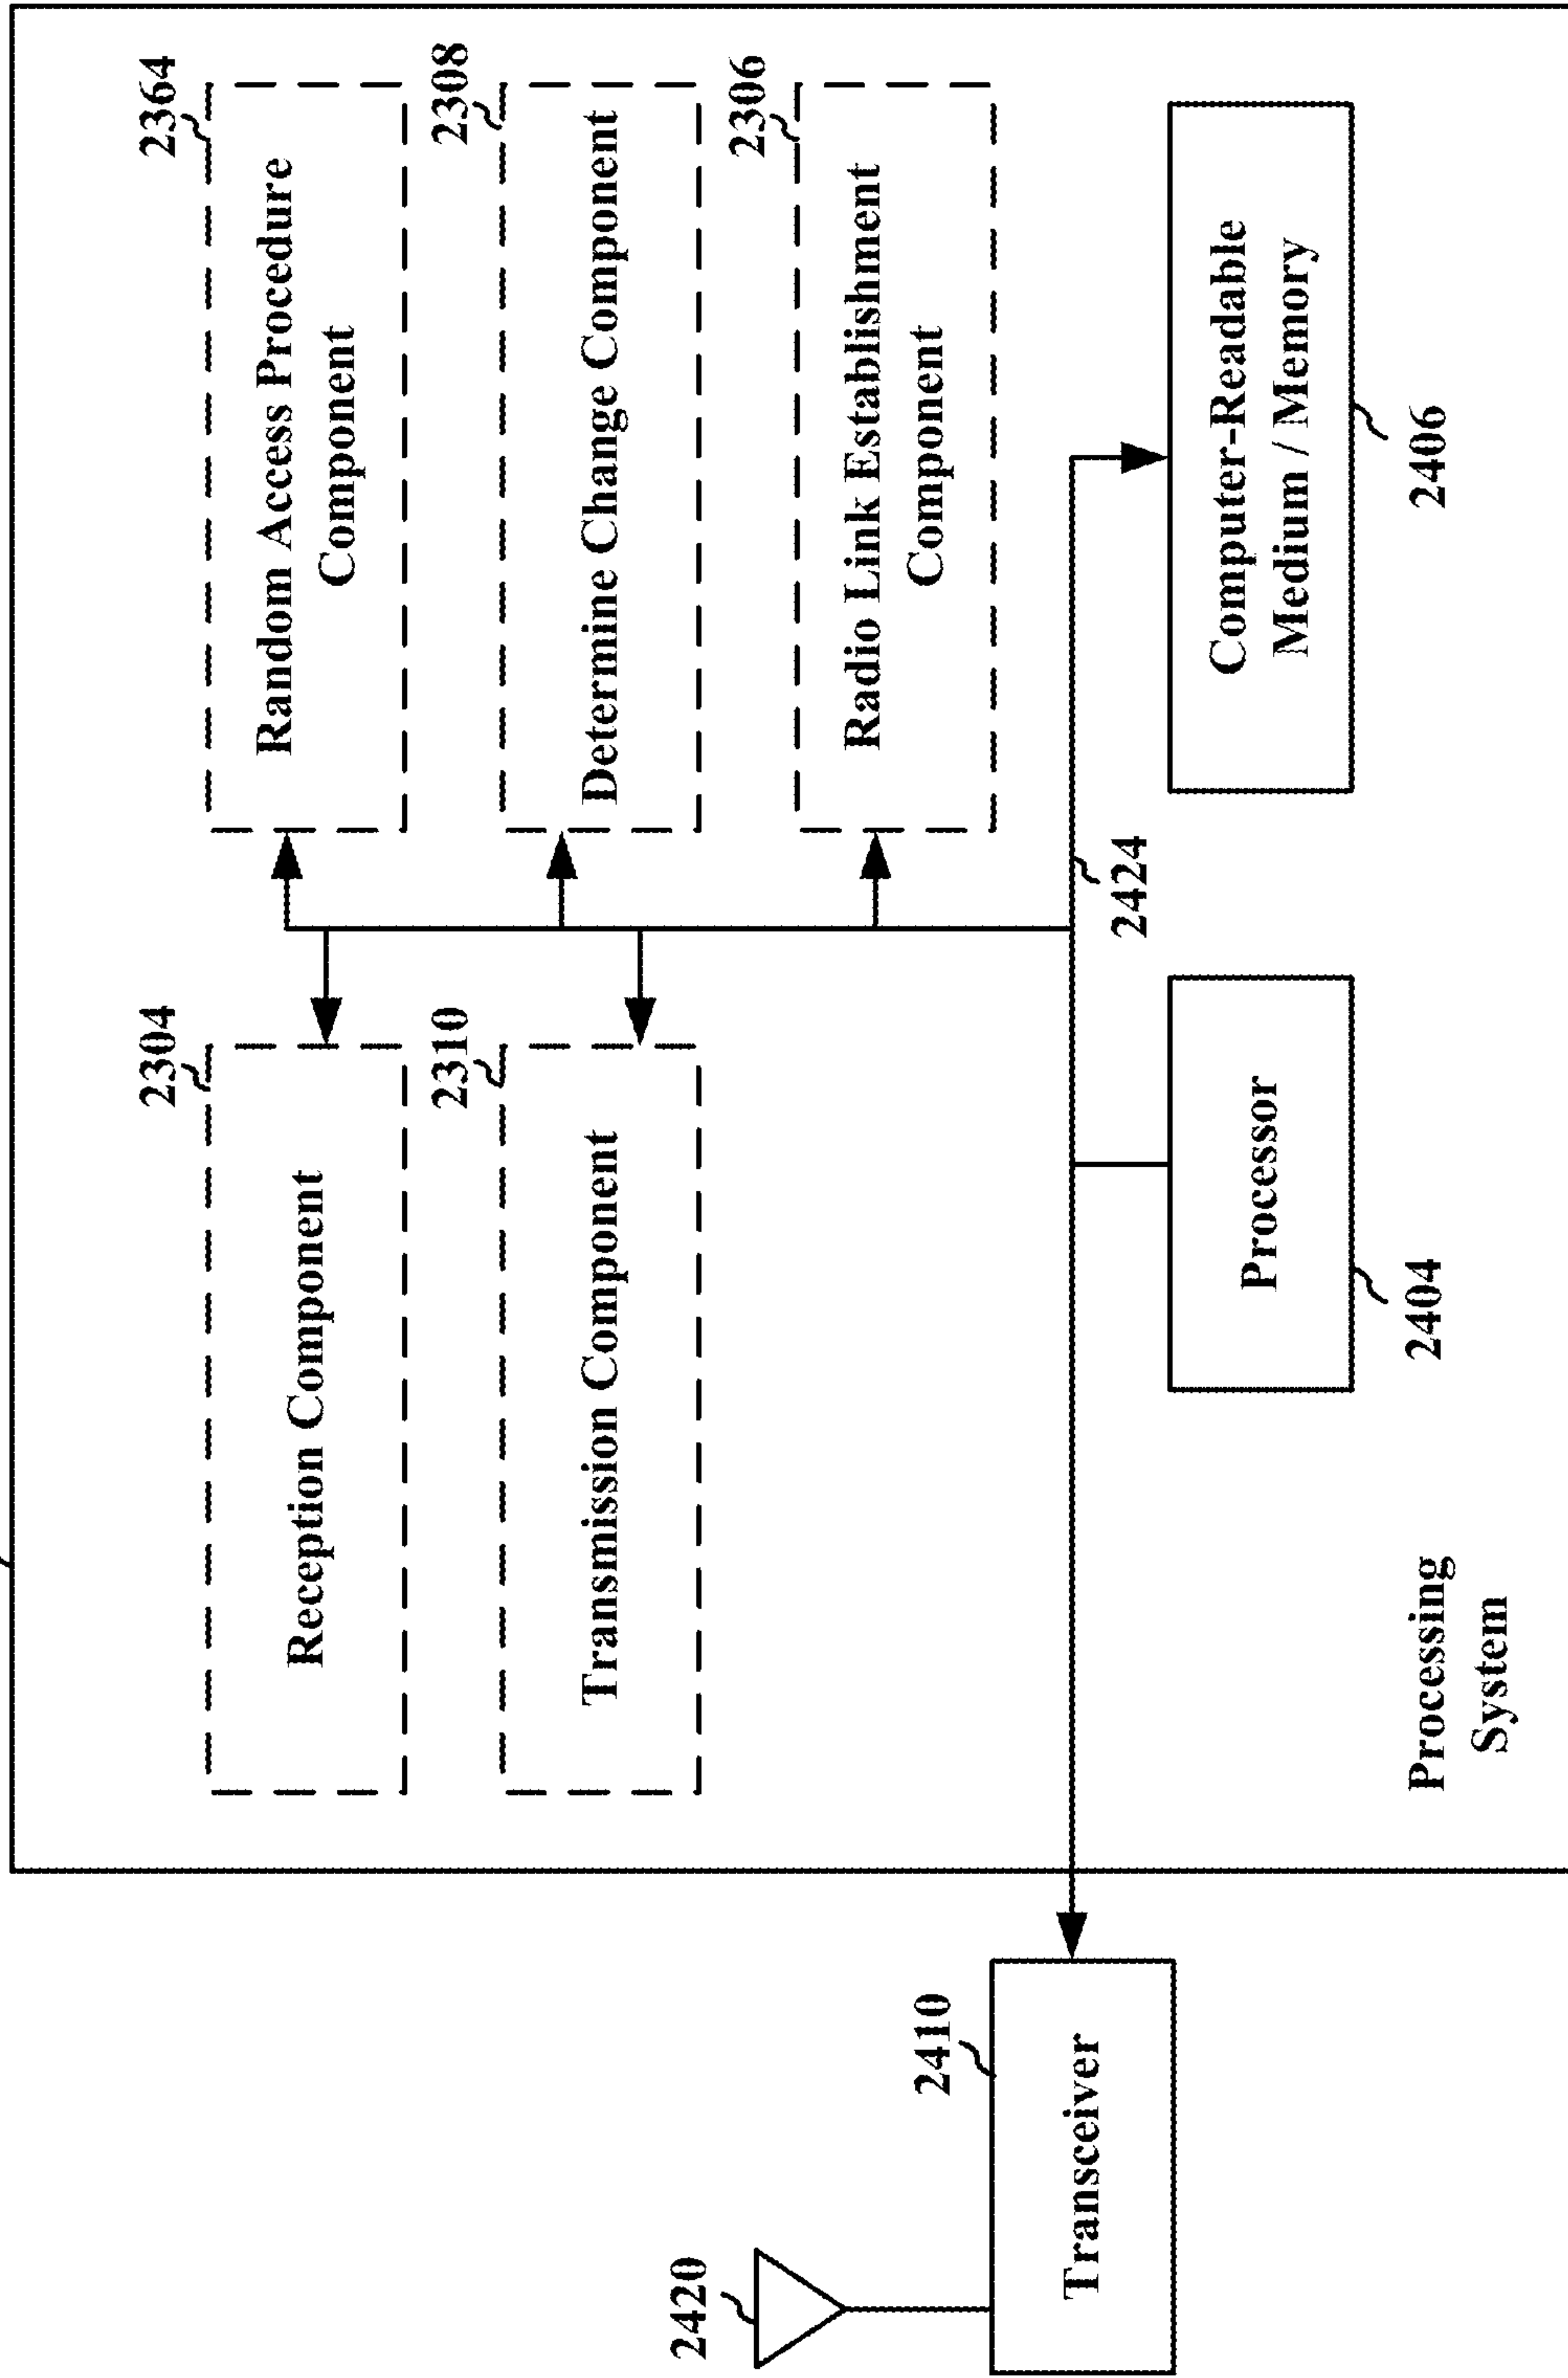 2304
Reception Component
2364
Random Access Procedure
Component
2310
Transmission Component
2308
Determine Change Component
2306
Radio Link Establishment
Component
2420
2410
Transceiver
2424
Processor
2404
Computer-Readable
Medium / Memory
2406
Processing
System